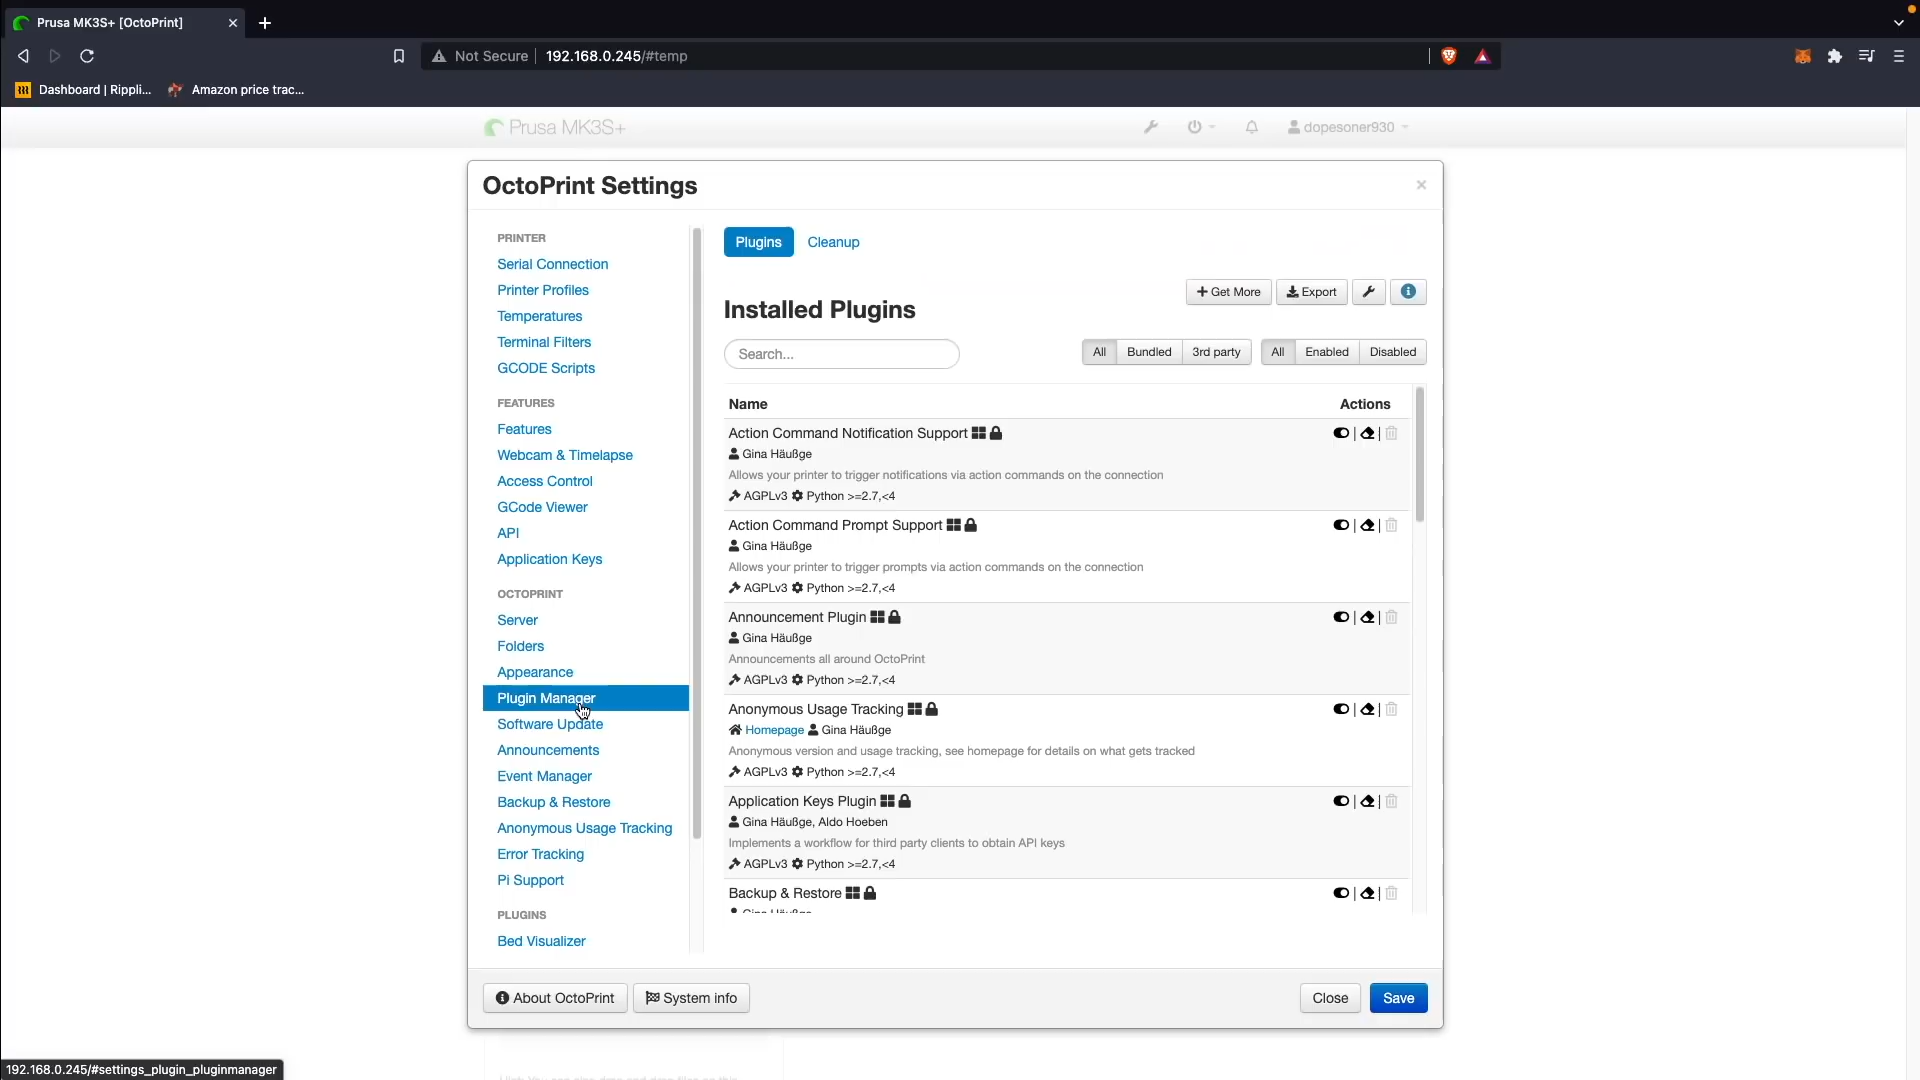 Prusa MK3S+ [OctoPrint]
Not Secure
192.168.0.245/#temp
Dashboard | Rippli...
Amazon price trac...
Prusa MK3S+
dopesoner930
OctoPrint Settings
PRINTER
Serial Connection
Printer Profiles
Temperatures
Terminal Filters
GCODE Scripts
FEATURES
Features
Webcam & Timelapse
Access Control
GCode Viewer
API
Application Keys
OCTOPRINT
Server
Folders
Appearance
Plugin Manager
Software Update
Announcements
Event Manager
Backup & Restore
Anonymous Usage Tracking
Error Tracking
Pi Support
PLUGINS
Bed Visualizer
Plugins
Cleanup
Get More
Export
Installed Plugins
Search...
All
Bundled
3rd party
All
Enabled
Disabled
Name
Actions
Action Command Notification Support
Gina Häußge
Allows your printer to trigger notifications via action commands on the connection
AGPLv3 Python >=2.7,<4
Action Command Prompt Support
Gina Häußge
Allows your printer to trigger prompts via action commands on the connection
AGPLv3 Python >=2.7,<4
Announcement Plugin
Gina Häußge
Announcements all around OctoPrint
AGPLv3 Python >=2.7,<4
Anonymous Usage Tracking
Homepage Gina Häußge
Anonymous version and usage tracking, see homepage for details on what gets tracked
AGPLv3 Python >=2.7,<4
Application Keys Plugin
Gina Häußge, Aldo Hoeben
Implements a workflow for third party clients to obtain API keys
AGPLv3 Python >=2.7,<4
Backup & Restore
Gina Häußge
About OctoPrint
System info
Close
Save
192.168.0.245/#settings_plugin_pluginmanager